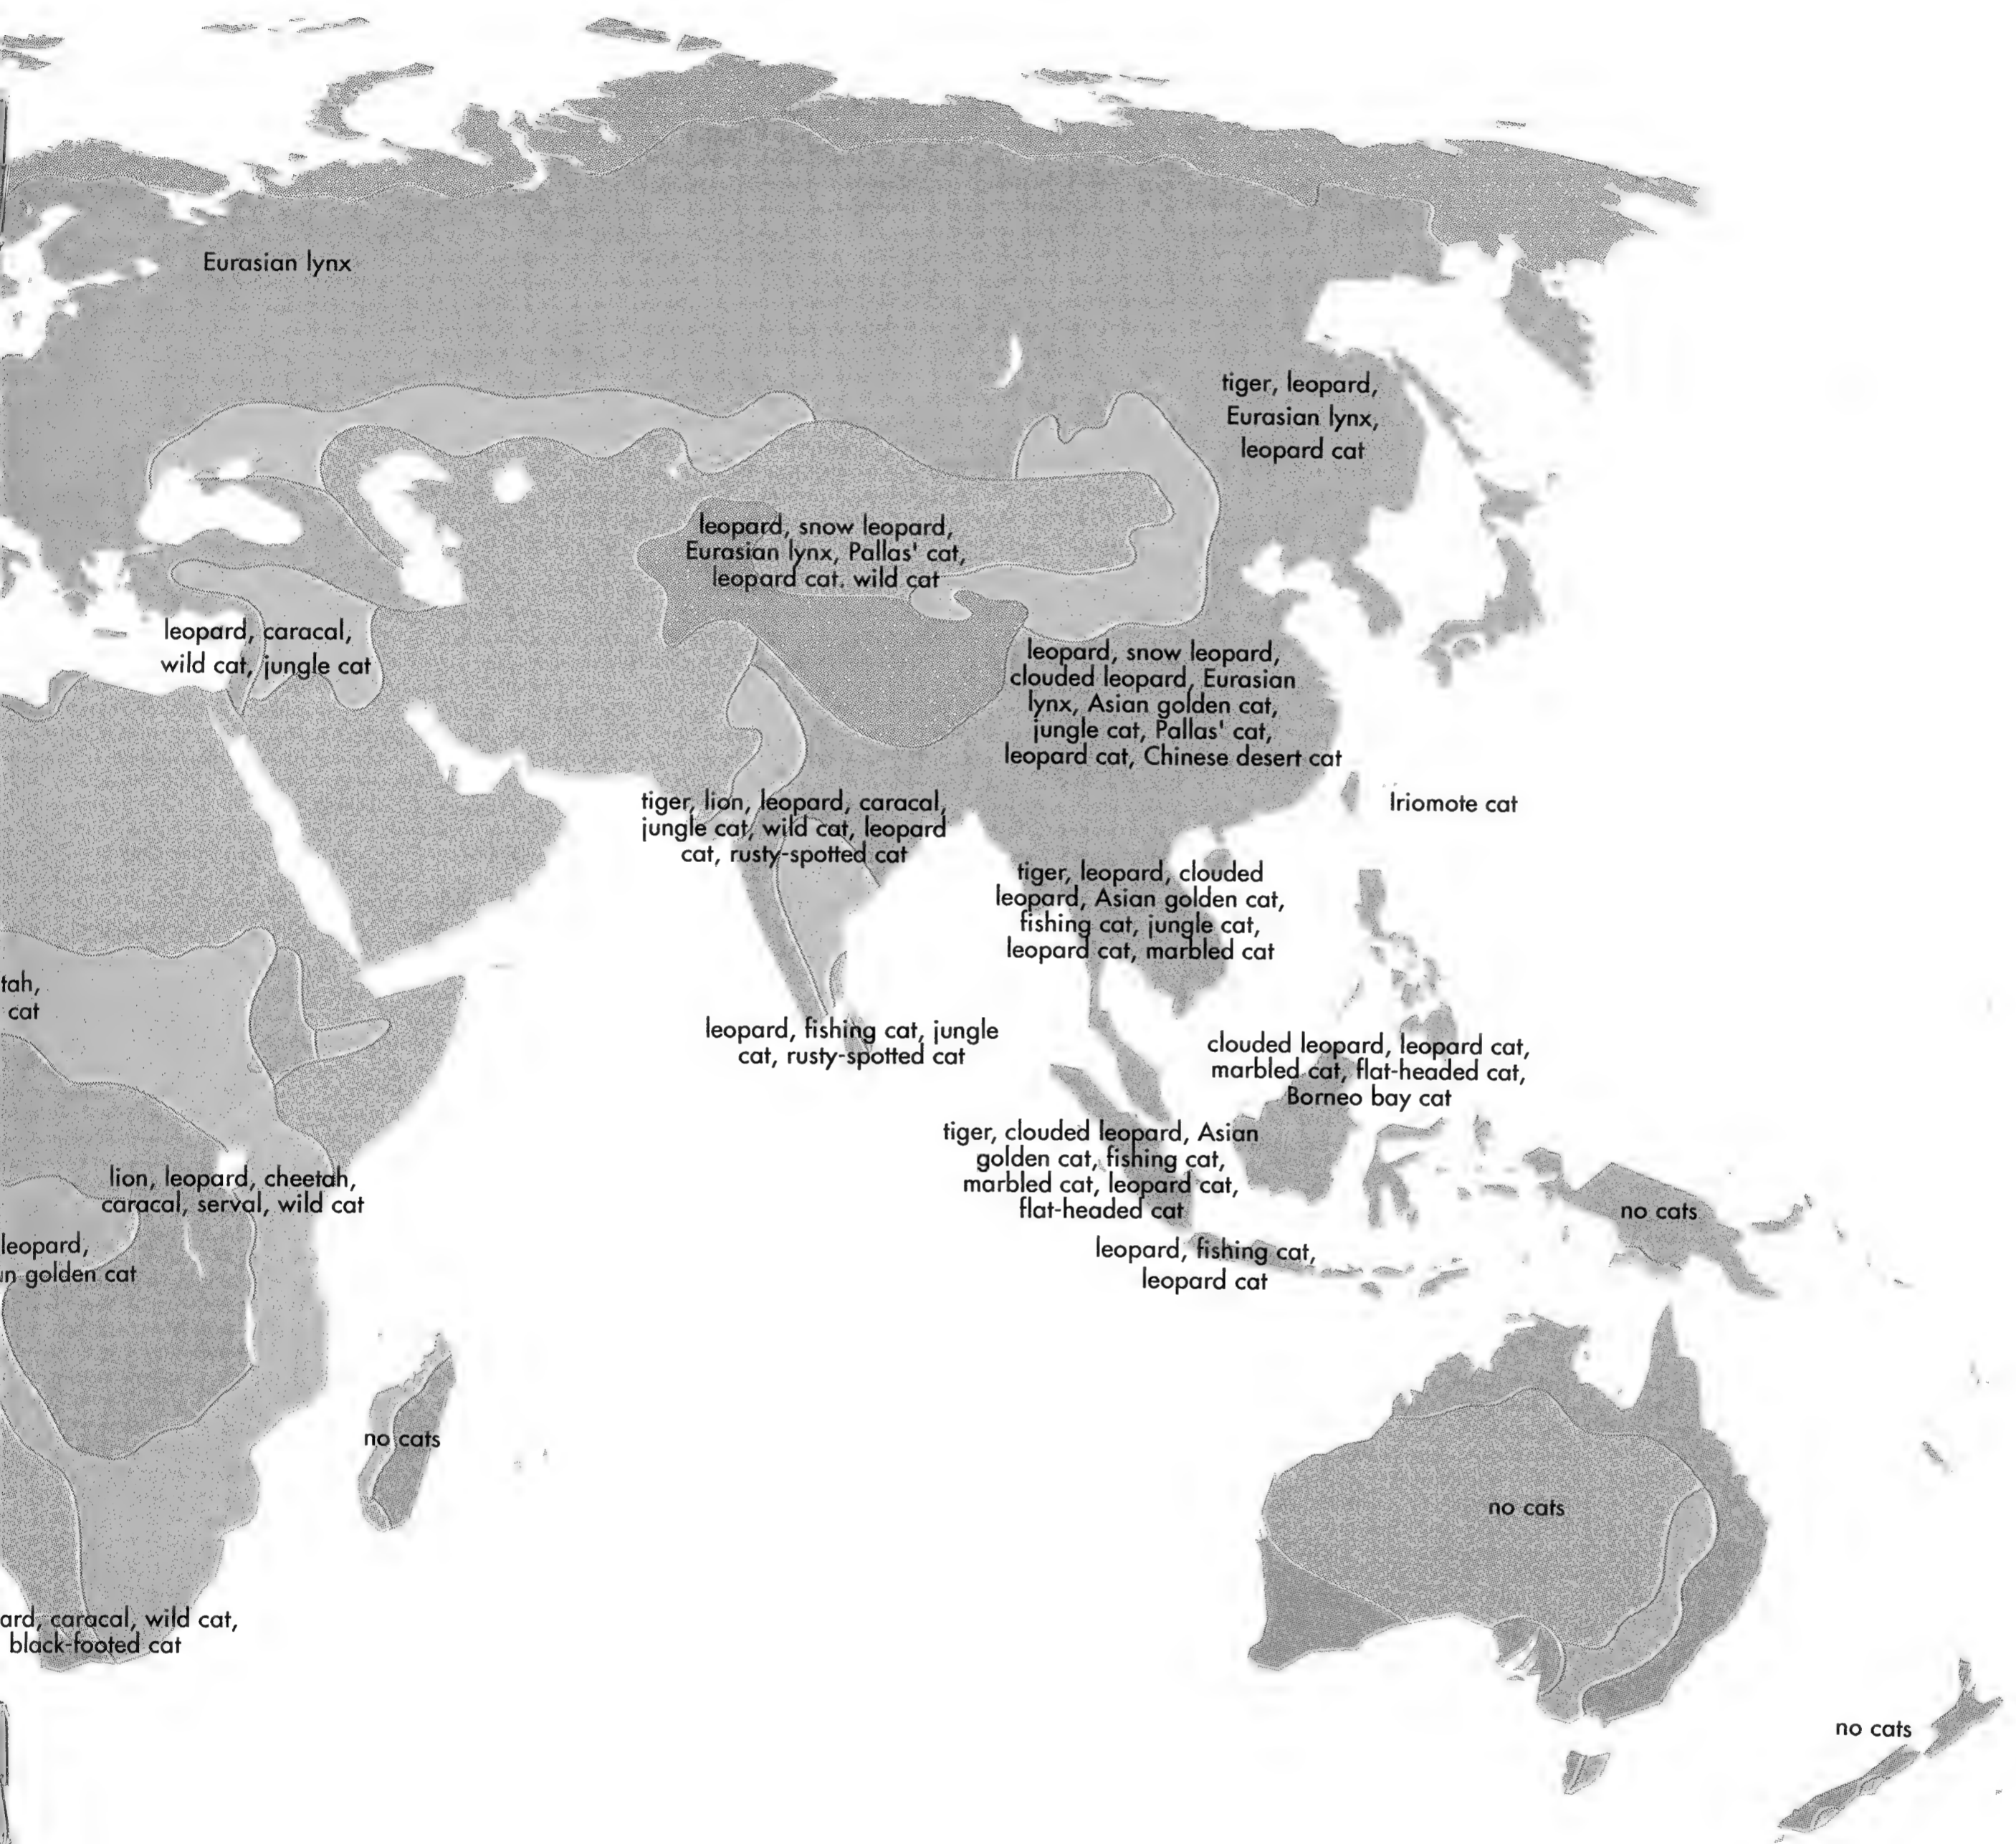 Eurasian lynx
tiger, leopard,
Eurasian lynx,
leopard cat
leopard, snow leopard,
Eurasian lynx, Pallas' cat,
leopard cat. wild cat
leopard, caracal,
wild cat, jungle cat
leopard, snow leopard,
clouded leopard, Eurasian
lynx, Asian golden cat,
jungle cat, Pallas' cat,
leopard cat, Chinese desert cat
tiger, lion, leopard, caracal,
jungle cat, wild cat, leopard
cat, rusty-spotted cat
Iriomote cat
tiger, leopard, clouded
leopard, Asian golden cat,
fishing cat, jungle cat,
leopard cat, marbled cat
tah,
cat
leopard, fishing cat, jungle
cat, rusty-spotted cat
clouded leopard, leopard cat,
marbled cat, flat-headed cat,
Borneo bay cat
tiger, clouded leopard, Asian
golden cat, fishing cat,
marbled cat, leopard cat,
flat-headed cat
lion, leopard, cheetah,
caracal, serval, wild cat
no cats
leopard,
n golden cat
leopard, fishing cat,
leopard cat
no cats
no cats
ard, caracal, wild cat,
black-footed cat
no cats